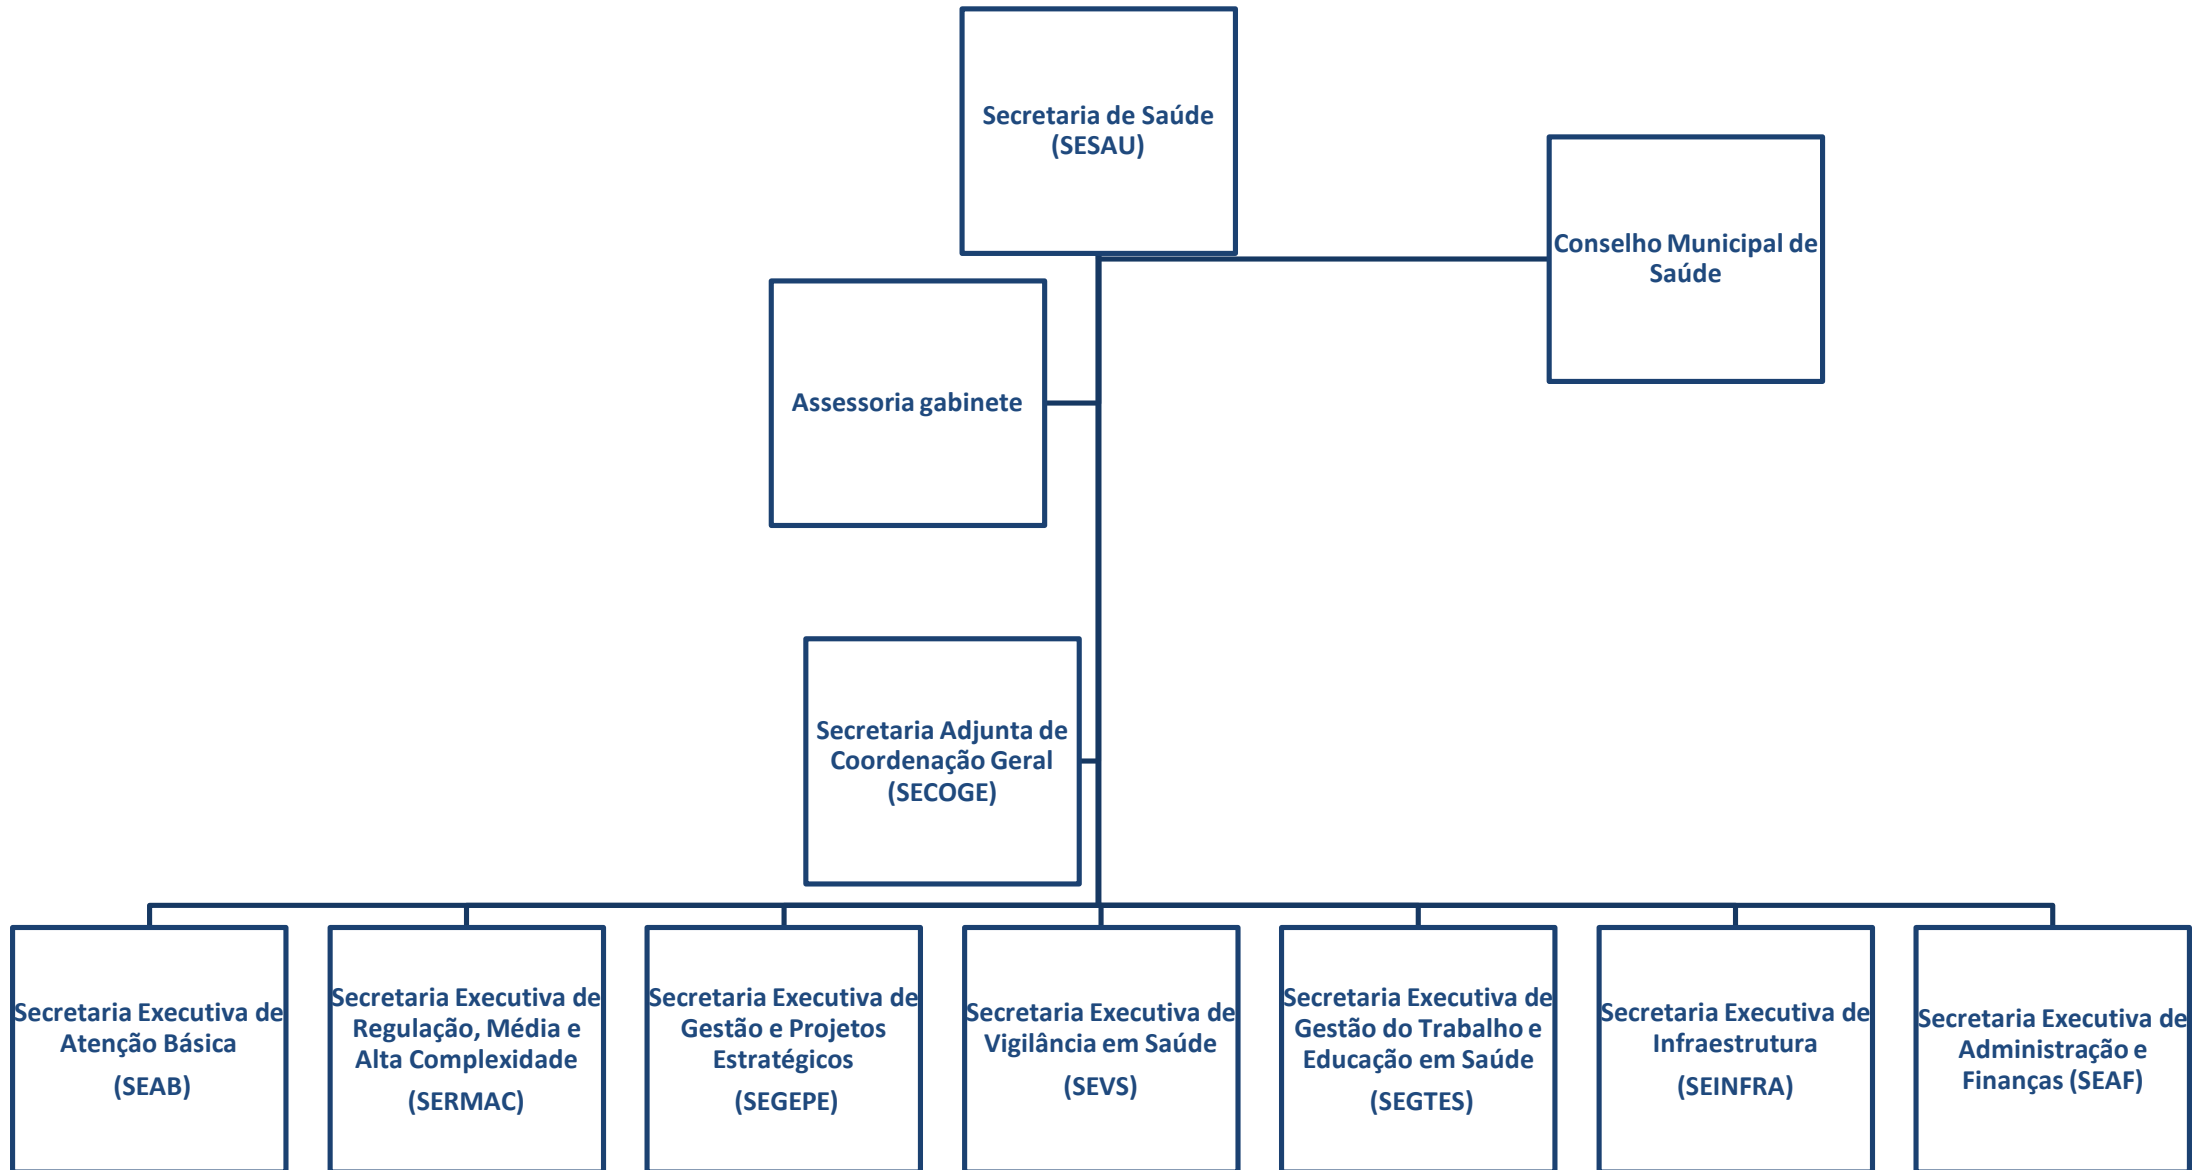 Secretaria de Saúde
(SESAU)
Conselho Municipal de
Saúde
Assessoria gabinete
Secretaria Adjunta de
Coordenação Geral
(SECOGE)
Secretaria Executiva de
Atenção Básica
(SEAB)
Secretaria Executiva de
Regulação, Média e
Alta Complexidade
(SERMAC)
Secretaria Executiva de
Gestão e Projetos
Estratégicos
(SEGEPE)
Secretaria Executiva de
Vigilância em Saúde
(SEVS)
Secretaria Executiva de
Gestão do Trabalho e
Educação em Saúde
(SEGTES)
Secretaria Executiva de
Infraestrutura
(SEINFRA)
Secretaria Executiva de
Administração e
Finanças (SEAF)